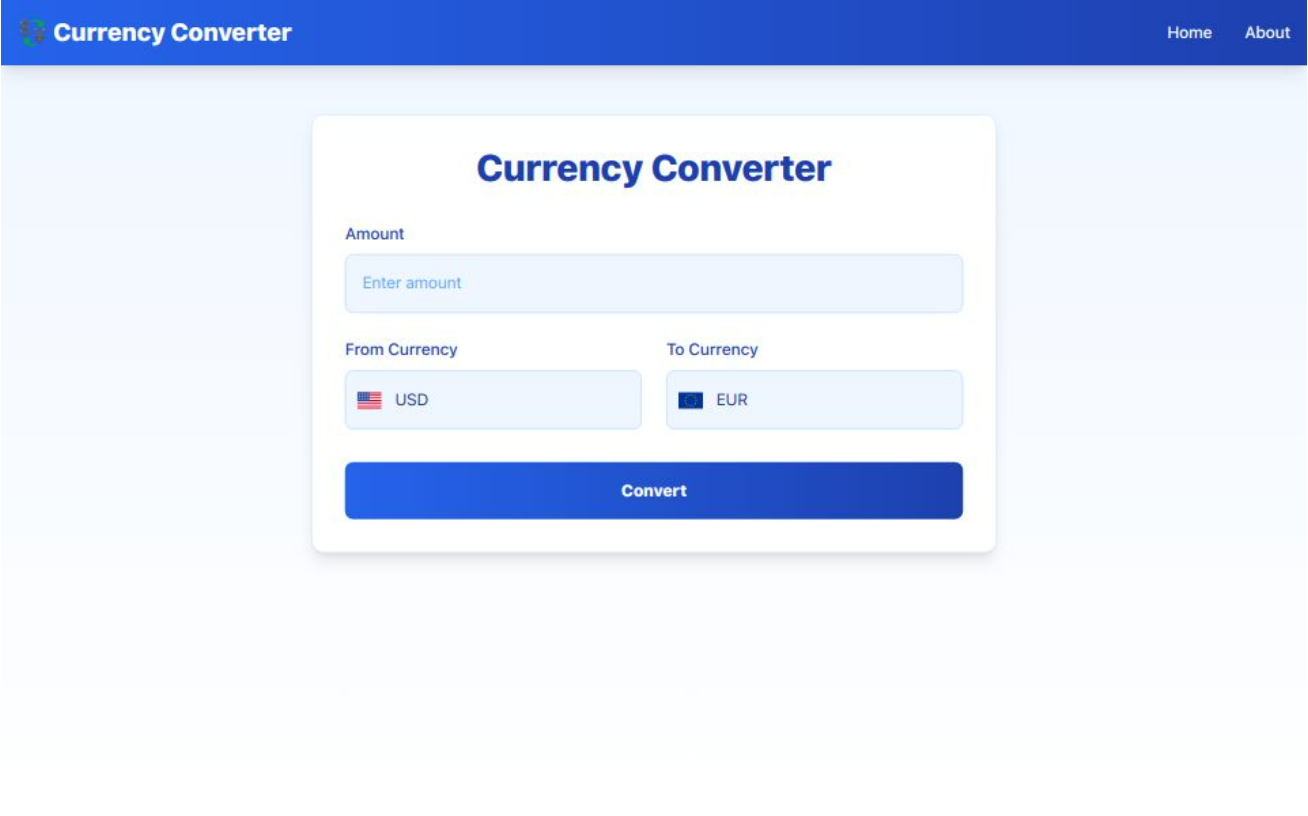 Currency Converter
Home
About
Currency Converter
Amount
Enter amount
From Currency
To Currency
USD
EUR
Convert